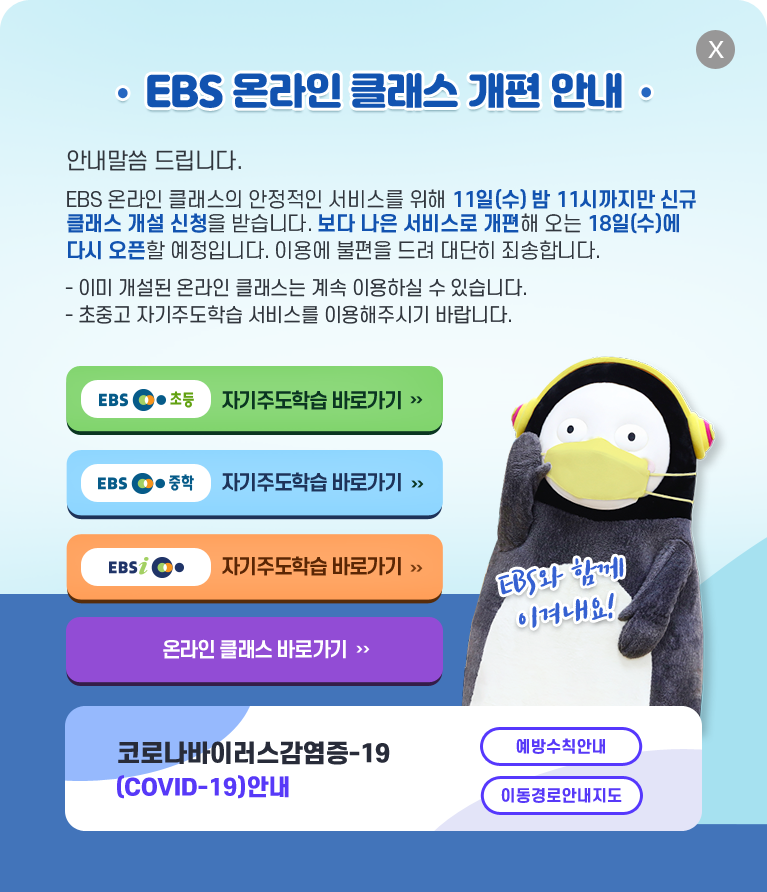 X
EBS 온라인 클래스 개편 안내
안내말씀 드립니다.
EBS 온라인 클래스의 안정적인 서비스를 위해 11일(수) 밤 11시까지만 신규
클래스 개설 신청을 받습니다. 보다 나은 서비스로 개편해 오는 18일(수)에
다시 오픈할 예정입니다. 이용에 불편을 드려 대단히 죄송합니다.
- 이미 개설된 온라인 클래스는 계속 이용하실 수 있습니다.
- 초중고 자기주도학습 서비스를 이용해주시기 바랍니다.
EBS 초등 자기주도학습 바로가기 >>
EBS 중학 자기주도학습 바로가기 >>
EBSi 자기주도학습 바로가기 >>
온라인 클래스 바로가기 >>
EBS와 함께
이겨내요!
코로나바이러스감염증-19
(COVID-19)안내
예방수칙안내
이동경로안내지도